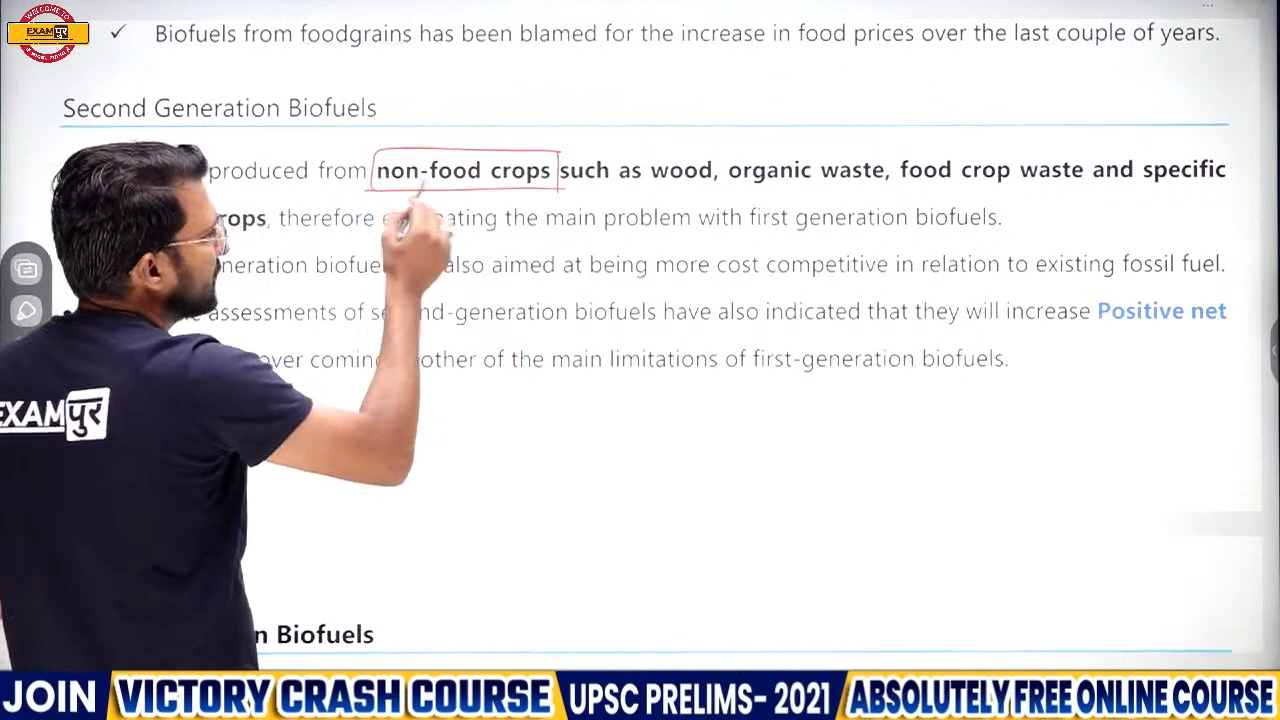 WELCOME TO
EXAMपुर
✓ Biofuels from foodgrains has been blamed for the increase in food prices over the last couple of years.
Second Generation Biofuels
produced from non-food crops such as wood, organic waste, food crop waste and specific
rops, therefore ating the main problem with first generation biofuels.
neration biofue also aimed at being more cost competitive in relation to existing fossil fuel.
assessments of se nd-generation biofuels have also indicated that they will increase Positive net
over coming other of the main limitations of first-generation biofuels.
EXAMपुर
n Biofuels
JOIN VICTORY CRASH COURSE UPSC PRELIMS- 2021 ABSOLUTELY FREE ONLINE COURSE